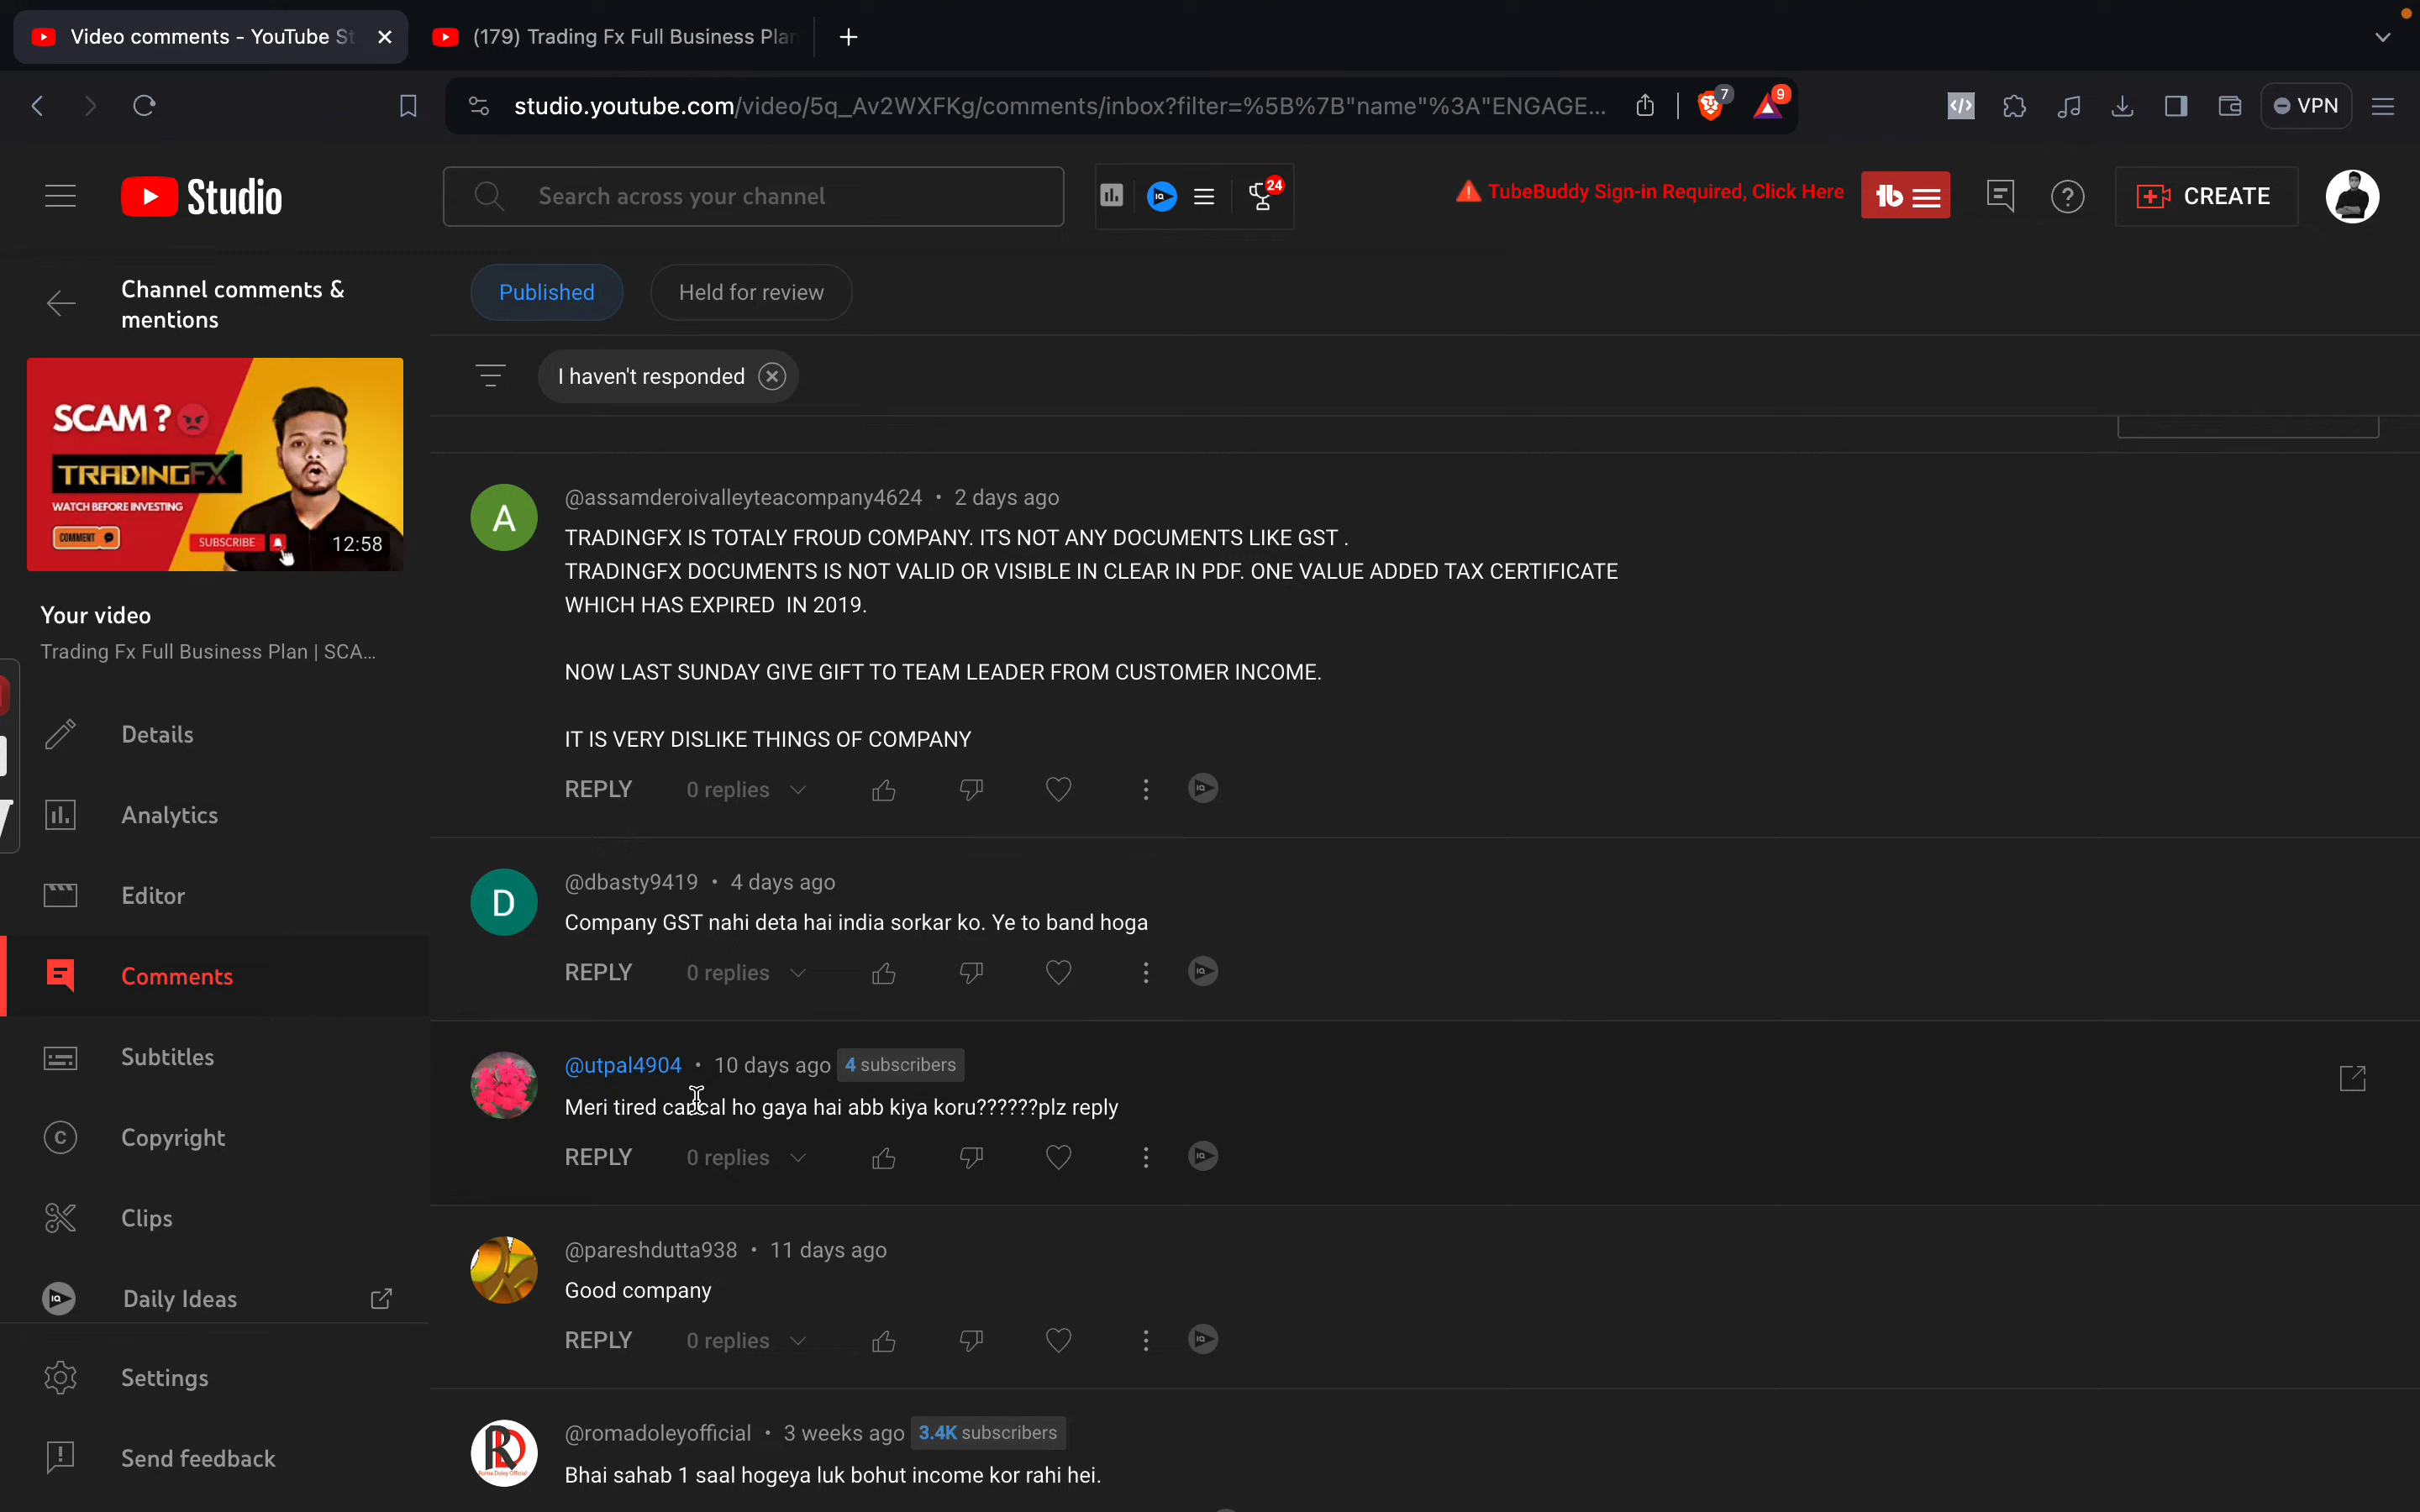 Video comments - YouTube St
(179) Trading Fx Full Business Plan
studio.youtube.com/video/5q_Av2WXFKg/comments/inbox?filter=%5B%7B"name"%3A"ENGAGE...
7
9
VPN
Studio
Search across your channel
24
TubeBuddy Sign-in Required, Click Here
CREATE
Channel comments &
mentions
Published
Held for review
I haven't responded
SCAM ?
TRADINGFX
WATCH BEFORE INVESTING
COMMENT
SUBSCRIBE
12:58
Your video
Trading Fx Full Business Plan | SCA...
Details
Analytics
Editor
Comments
Subtitles
Copyright
Clips
Daily Ideas
Settings
Send feedback
A
@assamderoivalleyteacompany4624 • 2 days ago
TRADINGFX IS TOTALY FROUD COMPANY. ITS NOT ANY DOCUMENTS LIKE GST .
TRADINGFX DOCUMENTS IS NOT VALID OR VISIBLE IN CLEAR IN PDF. ONE VALUE ADDED TAX CERTIFICATE
WHICH HAS EXPIRED IN 2019.
NOW LAST SUNDAY GIVE GIFT TO TEAM LEADER FROM CUSTOMER INCOME.
IT IS VERY DISLIKE THINGS OF COMPANY
REPLY 0 replies
D
@dbasty9419 • 4 days ago
Company GST nahi deta hai india sorkar ko. Ye to band hoga
REPLY 0 replies
@utpal4904 • 10 days ago 4 subscribers
Meri tired cancal ho gaya hai abb kiya koru??????plz reply
REPLY 0 replies
@pareshdutta938 • 11 days ago
Good company
REPLY 0 replies
@romadoleyofficial • 3 weeks ago 3.4K subscribers
Bhai sahab 1 saal hogeya luk bohut income kor rahi hei.